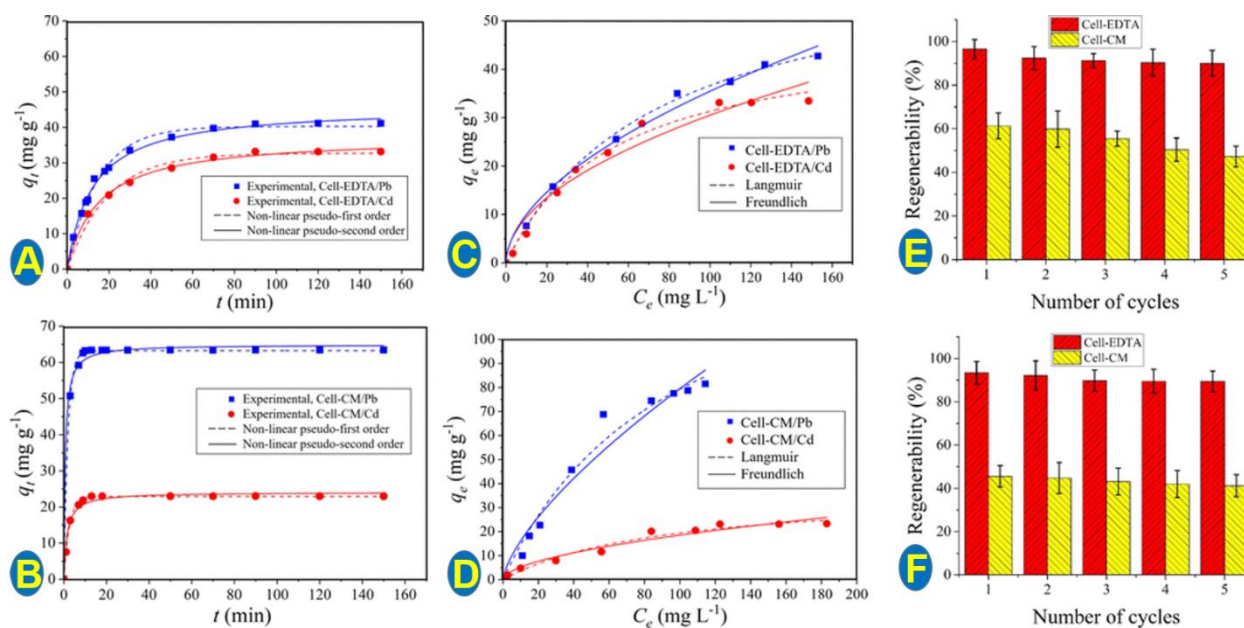 A
70
60
50
40
30
20
10
0
q_t (mg g⁻¹)
Experimental, Cell-EDTA/Pb
Experimental, Cell-EDTA/Cd
Non-linear pseudo-first order
Non-linear pseudo-second order
0 20 40 60 80 100 120 140 160
t (min)
C
50
40
30
20
10
0
q_e (mg g⁻¹)
Cell-EDTA/Pb
Cell-EDTA/Cd
Langmuir
Freundlich
0 20 40 60 80 100 120 140 160
C_e (mg L⁻¹)
E
100
80
60
40
20
0
Regenerability (%)
Cell-EDTA
Cell-CM
1 2 3 4 5
Number of cycles
B
70
60
50
40
30
20
10
0
q_t (mg g⁻¹)
Experimental, Cell-CM/Pb
Experimental, Cell-CM/Cd
Non-linear pseudo-first order
Non-linear pseudo-second order
0 20 40 60 80 100 120 140 160
t (min)
D
100
90
80
70
60
50
40
30
20
10
0
q_e (mg g⁻¹)
Cell-CM/Pb
Cell-CM/Cd
Langmuir
Freundlich
0 20 40 60 80 100 120 140 160 180 200
C_e (mg L⁻¹)
F
100
80
60
40
20
0
Regenerability (%)
Cell-EDTA
Cell-CM
1 2 3 4 5
Number of cycles